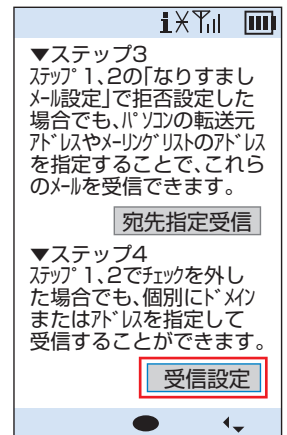 ▼ステップ3
ｽﾃｯﾌﾟ1､2の｢なりすまし
ﾒｰﾙ設定｣で拒否設定した
場合でも､ﾊﾟｿｺﾝの転送元
ｱﾄﾞﾚｽやﾒｰﾘﾝｸﾞﾘｽﾄのｱﾄﾞﾚｽ
を指定することで､これら
のﾒｰﾙを受信できます。
宛先指定受信
▼ステップ4
ｽﾃｯﾌﾟ1､2でﾁｪｯｸを外し
た場合でも､個別にﾄﾞﾒｲﾝ
またはｱﾄﾞﾚｽを指定して
受信することができます。
受信設定